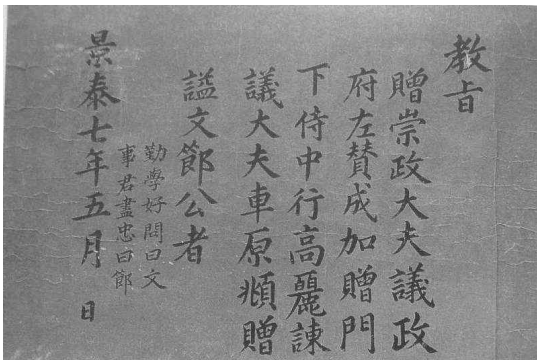 教旨
贈崇政大夫議政
府左賛成加贈門
下侍中行高麗諫
議大夫車原頫贈
諡文節公者
勤學好問曰文
事君盡忠曰節
景泰七年五月 日